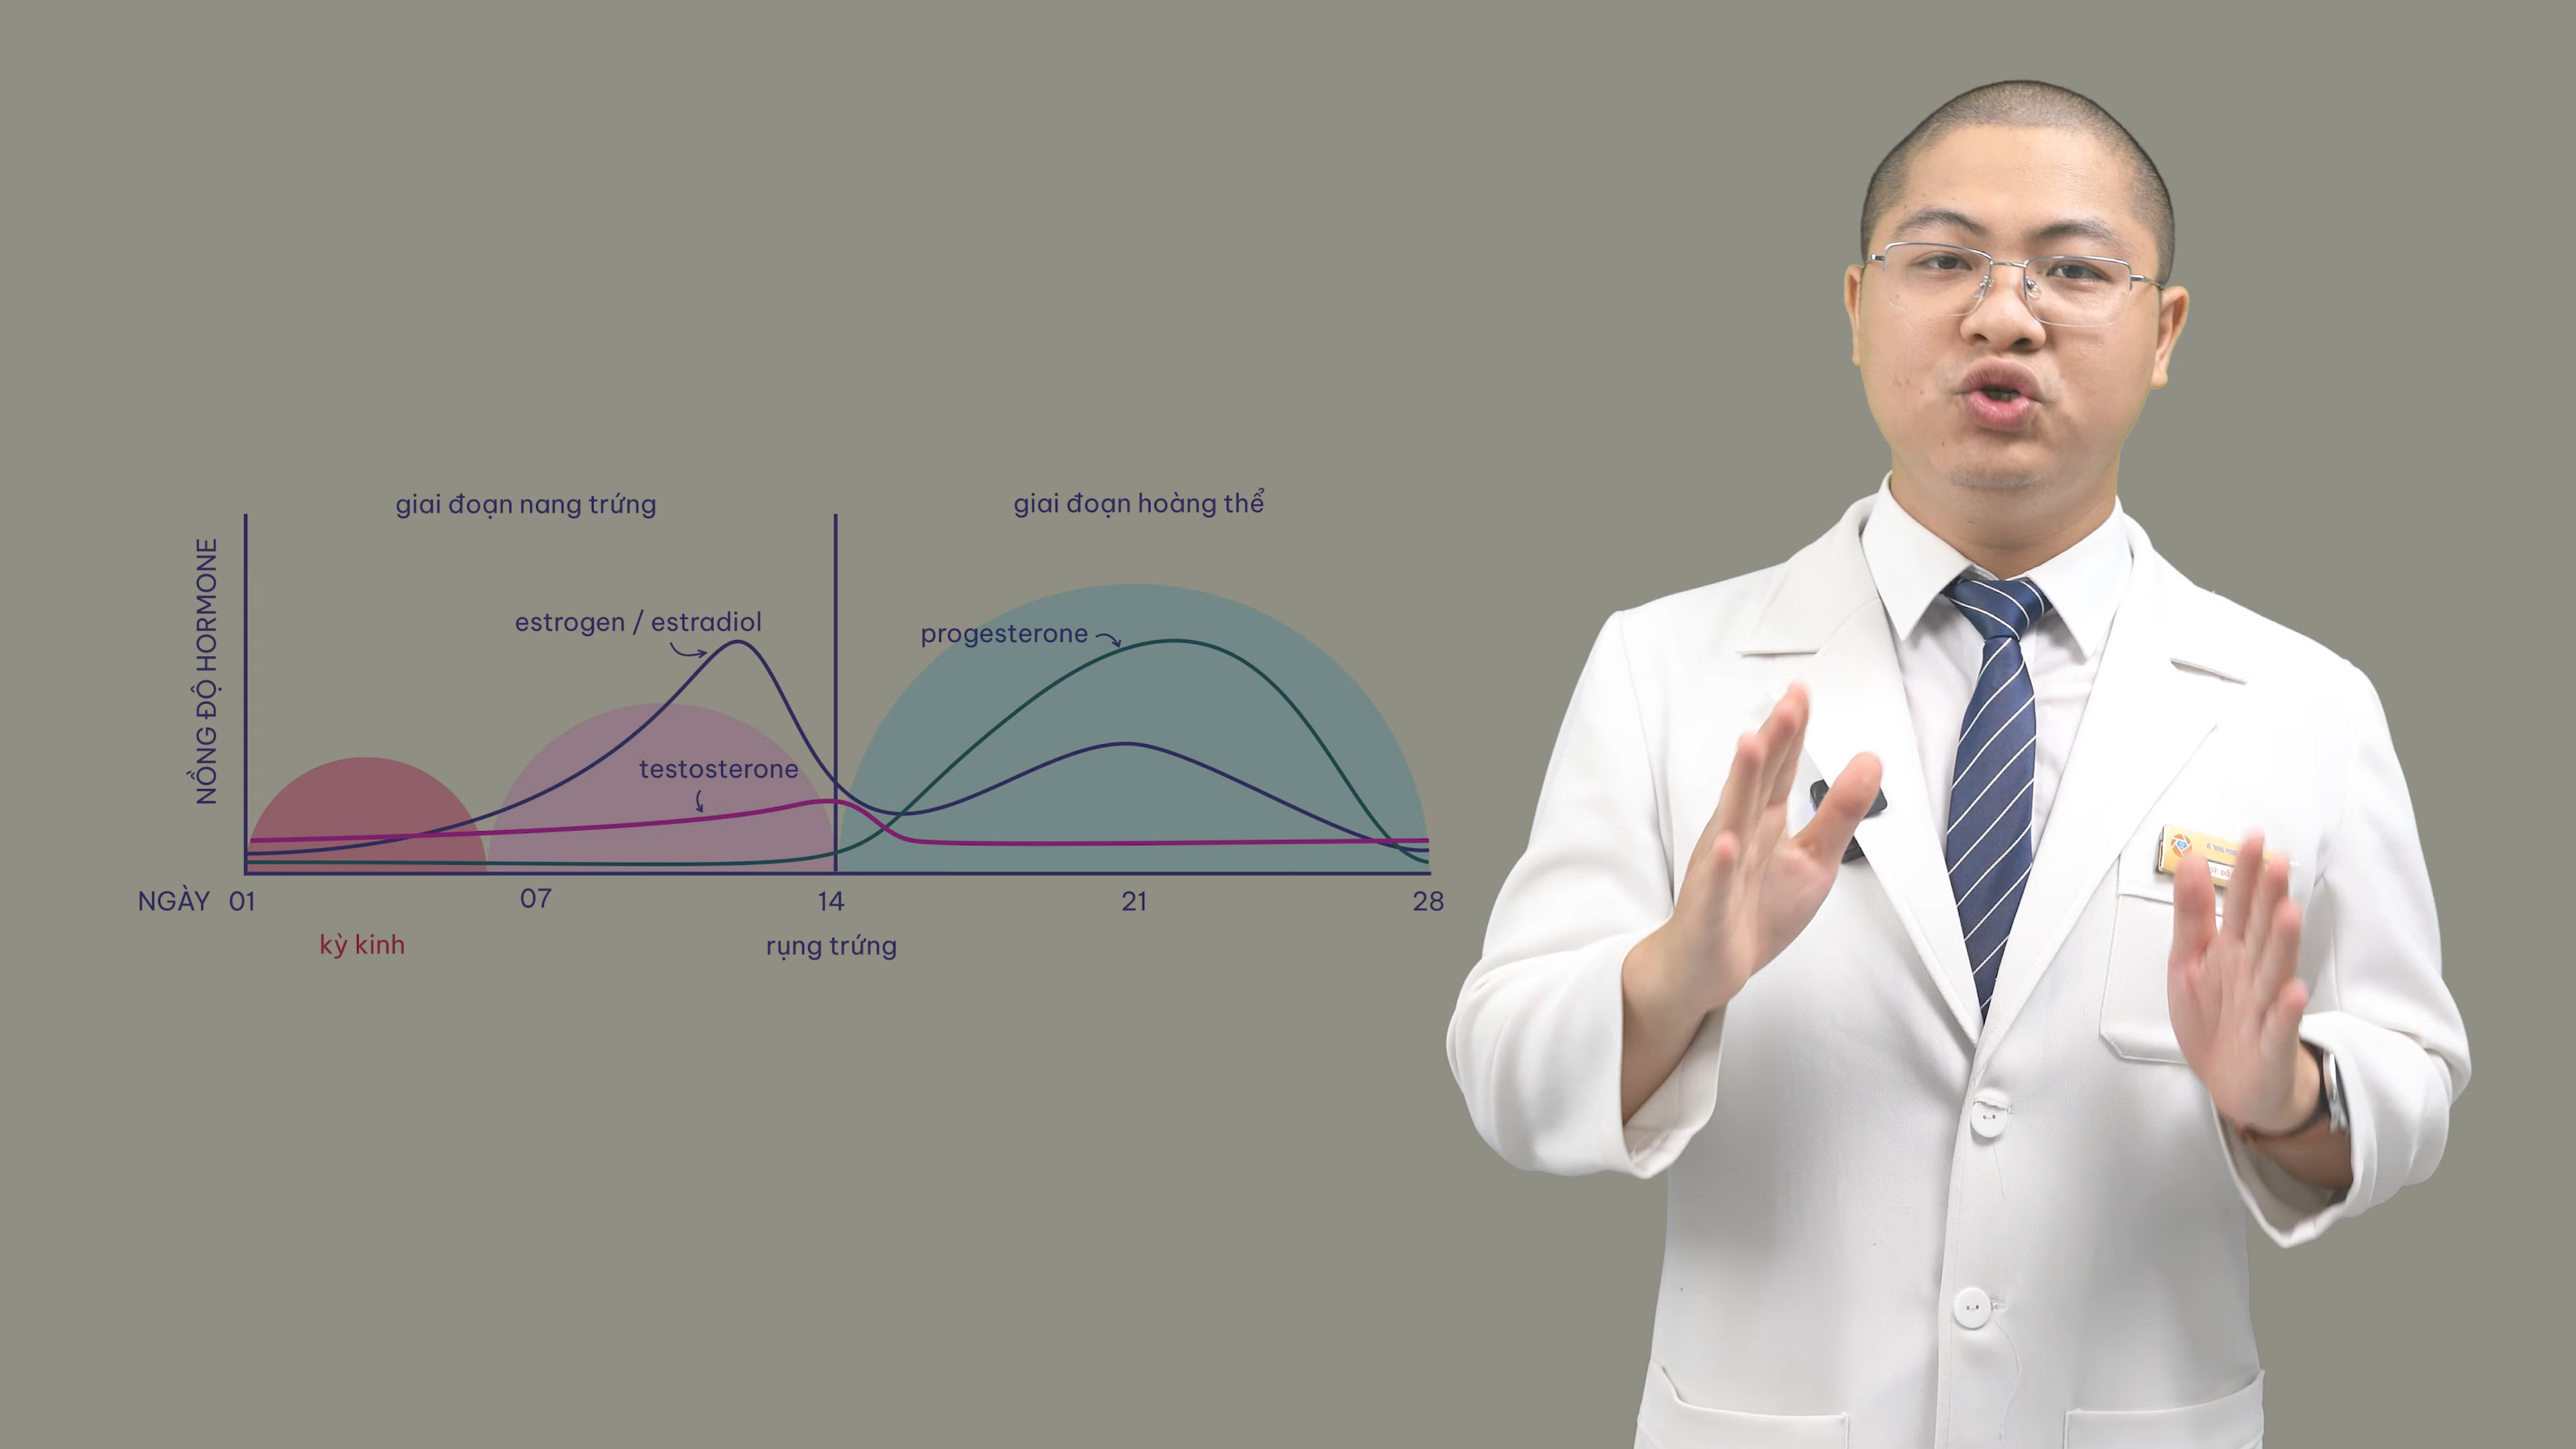 giai đoạn nang trứng
giai đoạn hoàng thể
NỒNG ĐỘ HORMONE
estrogen / estradiol
progesterone
testosterone
NGÀY 01 07 14 21 28
kỳ kinh
rụng trứng